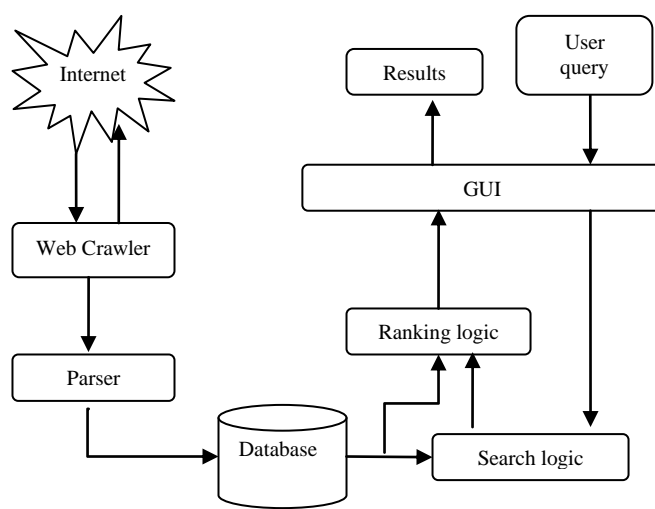 Internet
Results
User
query
GUI
Web Crawler
Ranking logic
Parser
Database
Search logic